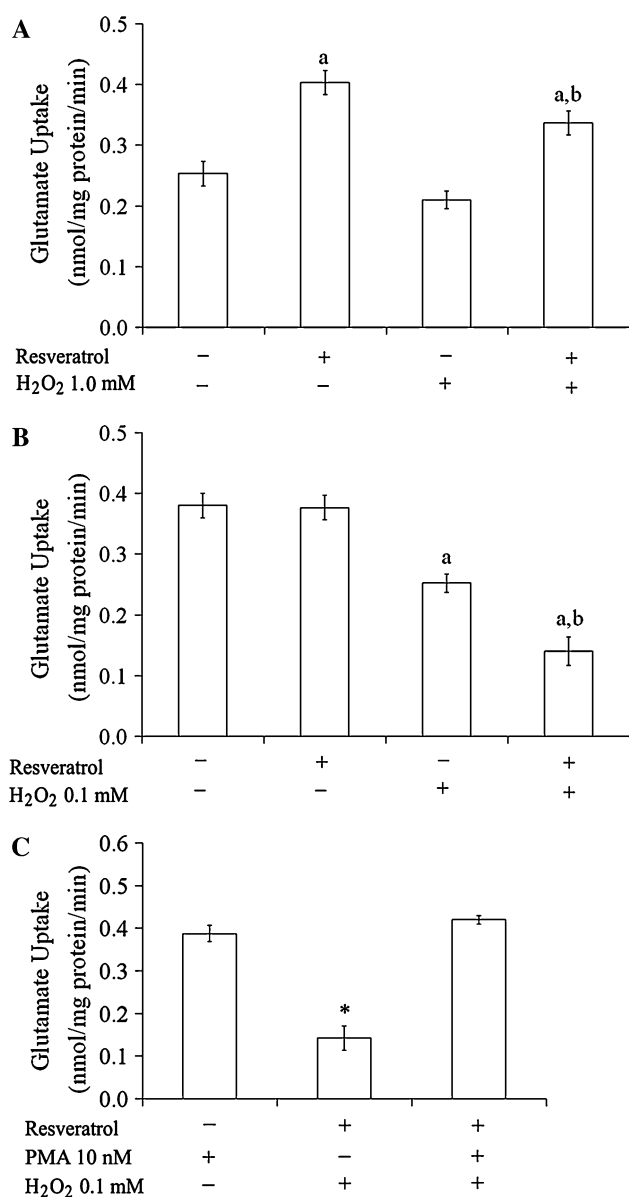 A
Glutamate Uptake
(nmol/mg protein/min)
0.5
0.4
0.3
0.2
0.1
0.0
a
a,b
Resveratrol − + − +
H₂O₂ 1.0 mM − − + +
B
Glutamate Uptake
(nmol/mg protein/min)
0.5
0.4
0.3
0.2
0.1
0.0
a
a,b
Resveratrol − + − +
H₂O₂ 0.1 mM − − + +
C
Glutamate Uptake
(nmol/mg protein/min)
0.6
0.5
0.4
0.3
0.2
0.1
0.0
*
Resveratrol − + +
PMA 10 nM + − +
H₂O₂ 0.1 mM − + +